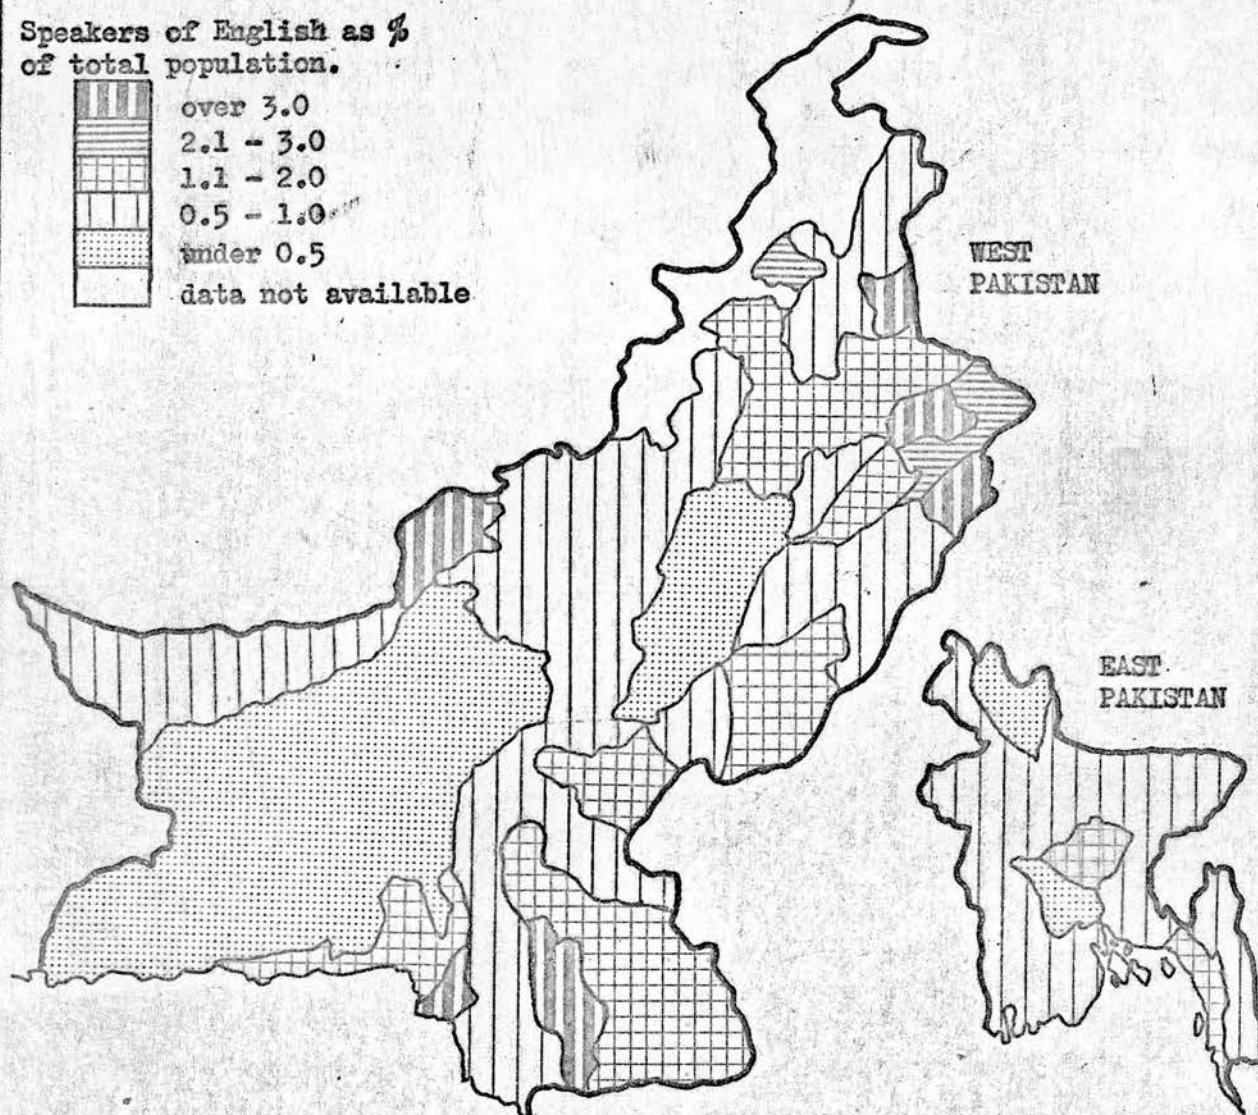 Speakers of English as %
of total population.
over 3.0
2.1 - 3.0
1.1 - 2.0
0.5 - 1.0
under 0.5
data not available
WEST
PAKISTAN
EAST
PAKISTAN